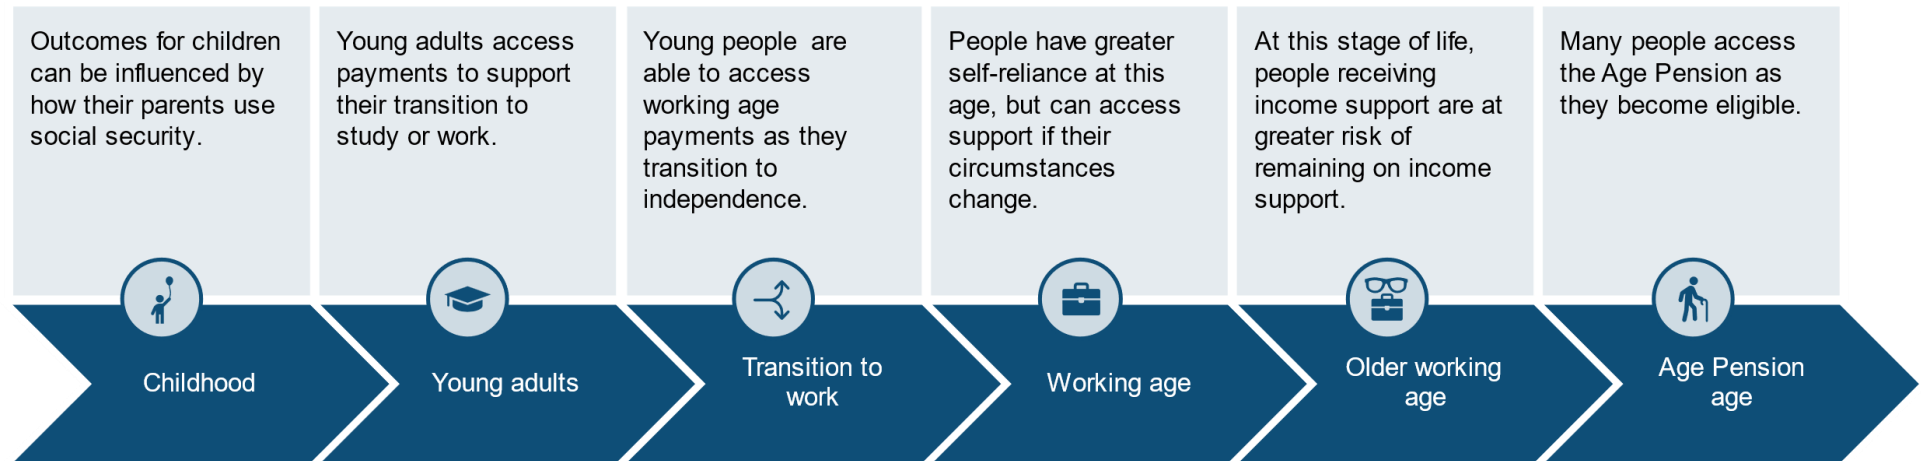 Outcomes for children
can be influenced by
how their parents use
social security.
Young adults access
payments to support
their transition to
study or work.
Young people are
able to access
working age
payments as they
transition to
independence.
People have greater
self-reliance at this
age, but can access
support if their
circumstances
change.
At this stage of life,
people receiving
income support are at
greater risk of
remaining on income
support.
Many people access
the Age Pension as
they become eligible.
Childhood
Young adults
Transition to
work
Working age
Older working
age
Age Pension
age